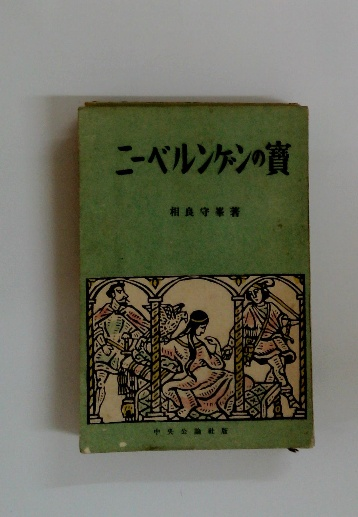 ニーベルンゲンの寶
相良守峯著
中央公論社版